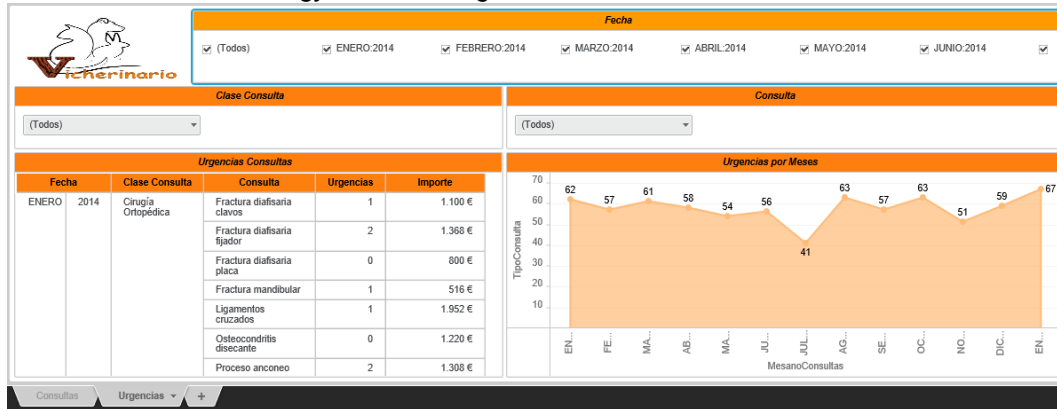 Fecha
(Todos) ENERO:2014 FEBRERO:2014 MARZO:2014 ABRIL:2014 MAYO:2014 JUNIO:2014
Vicherinario
Clase Consulta
(Todos)
Consulta
(Todos)
Urgencias Consultas
Fecha Clase Consulta Consulta Urgencias Importe
ENERO 2014 Cirugía Ortopédica Fractura diafisaria clavos 1 1.100 €
Fractura diafisaria fijador 2 1.368 €
Fractura diafisaria placa 0 800 €
Fractura mandibular 1 516 €
Ligamentos cruzados 1 1.952 €
Osteocondritis disecante 0 1.220 €
Proceso anconeo 2 1.308 €
Urgencias por Meses
TipoConsulta
70
60
50
40
30
20
10
62 57 61 58 54 56 41 63 57 63 51 59 67
EN... FE... MA... AB... MA... JU... JUL... AG... SE... OC... NO... DIC... EN...
MesanoConsultas
Consultas Urgencias +